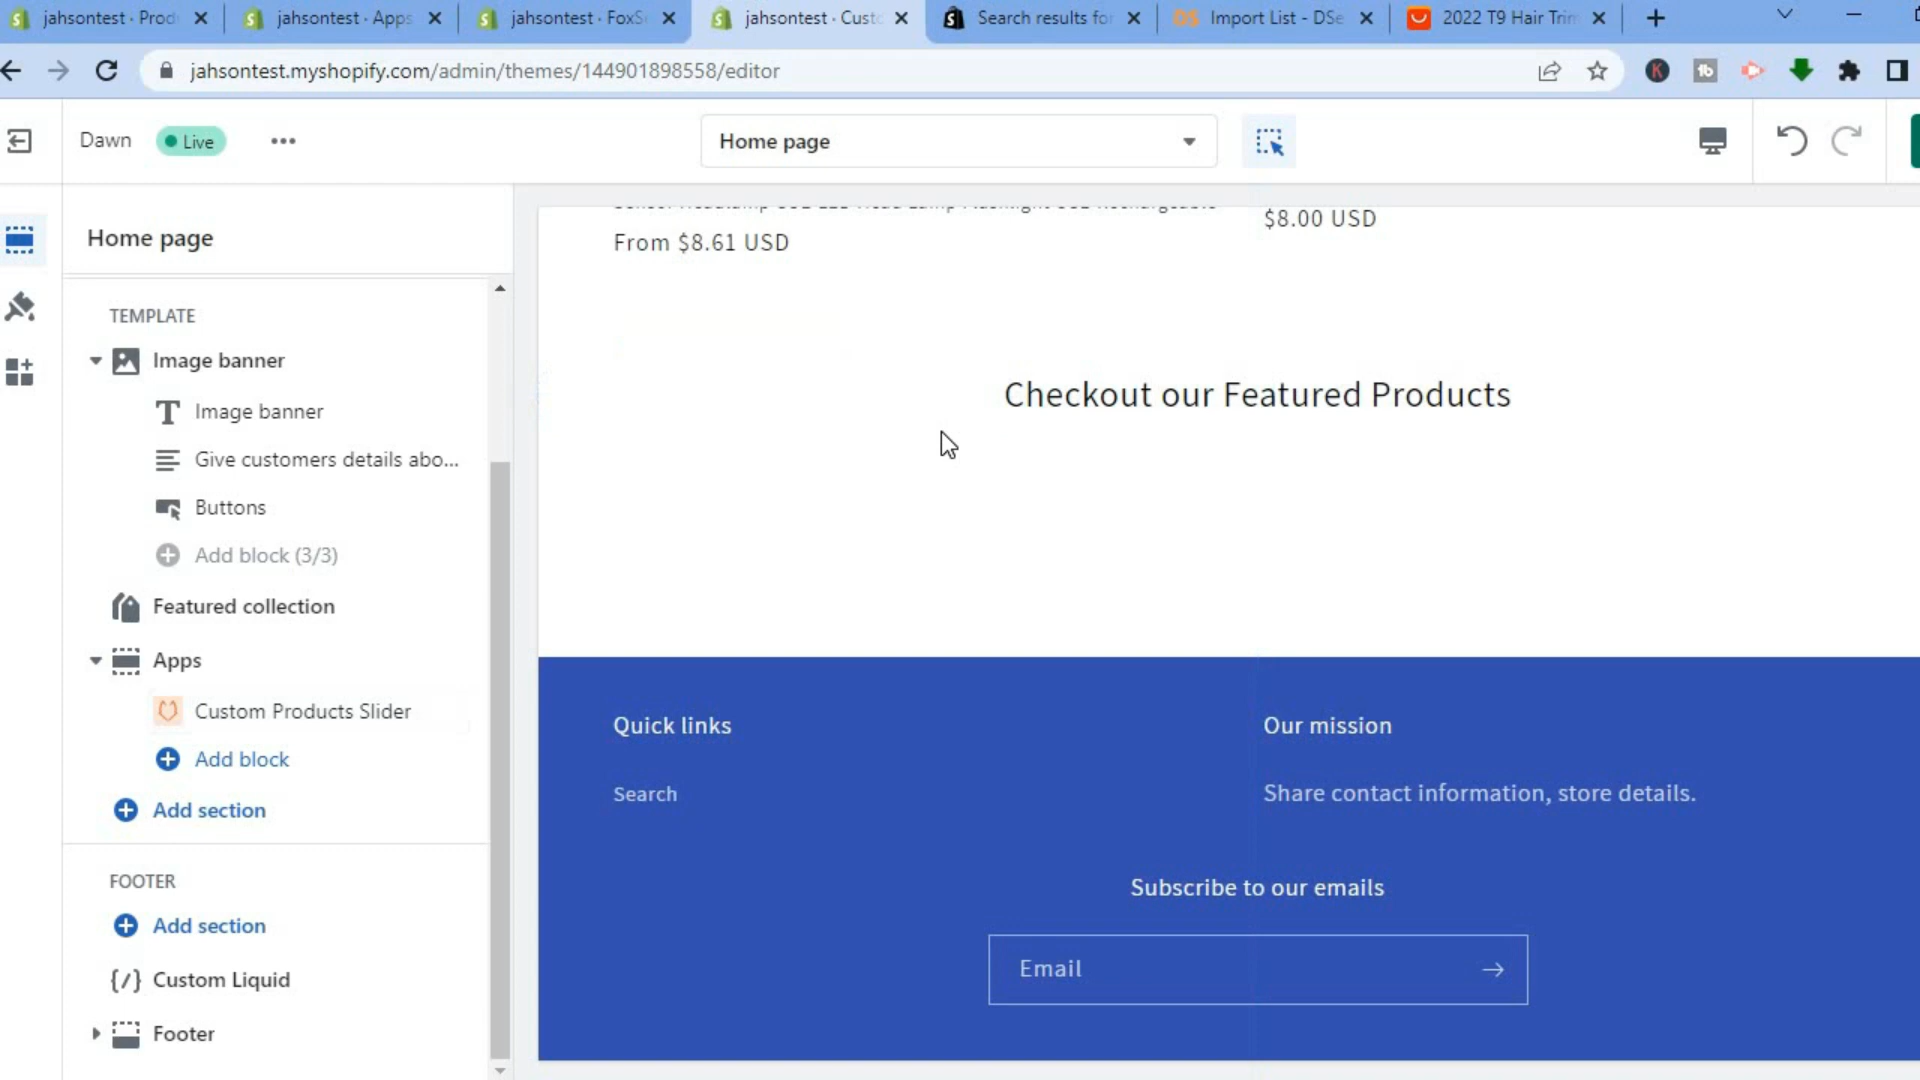 jahsontest · Prod
jahsontest · Apps
jahsontest · FoxS
jahsontest · Custo
Search results fo
DS
Import List - DSe
2022 T9 Hair Trim
jahsontest.myshopify.com/admin/themes/144901898558/editor
K
tb
Dawn
Live
Home page
Home page
TEMPLATE
Image banner
Image banner
Give customers details abo...
Buttons
Add block (3/3)
Featured collection
Apps
Custom Products Slider
Add block
Add section
FOOTER
Add section
Custom Liquid
Footer
$8.00 USD
From $8.61 USD
Checkout our Featured Products
Quick links
Our mission
Search
Share contact information, store details.
Subscribe to our emails
Email